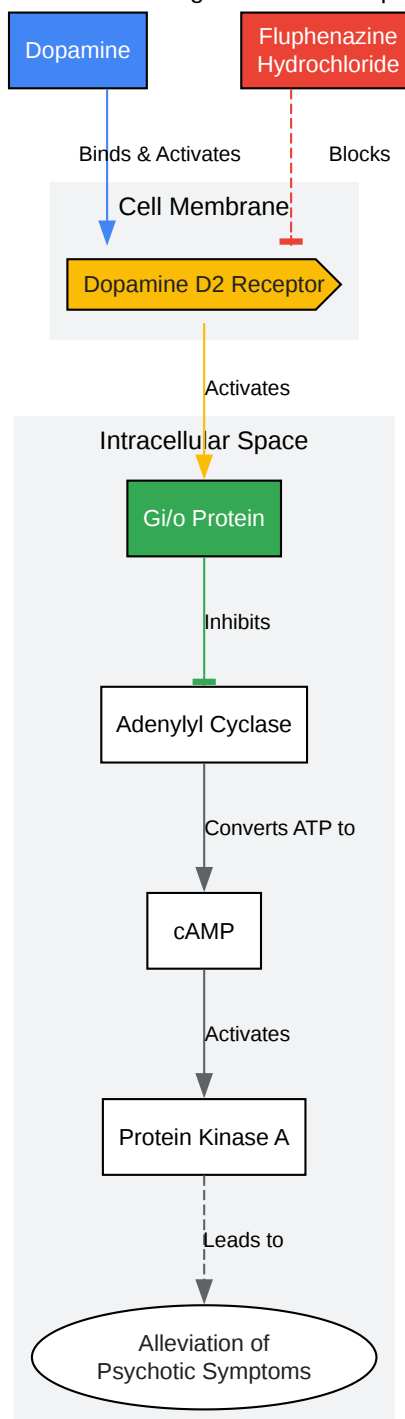 Dopamine
Fluphenazine
Hydrochloride
Binds & Activates
Blocks
Cell Membrane
Dopamine D2 Receptor
Activates
Intracellular Space
Gi/o Protein
Inhibits
Adenylyl Cyclase
Converts ATP to
cAMP
Activates
Protein Kinase A
Leads to
Alleviation of
Psychotic Symptoms